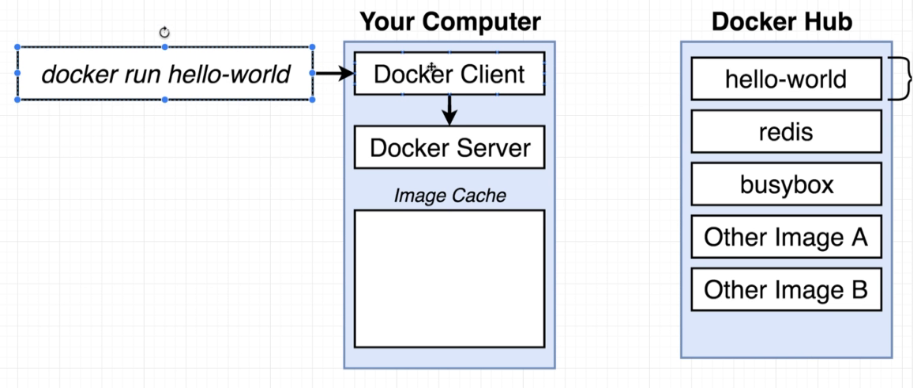 Your Computer
Docker Hub
docker run hello-world
Docker Client
Docker Server
Image Cache
hello-world
redis
busybox
Other Image A
Other Image B